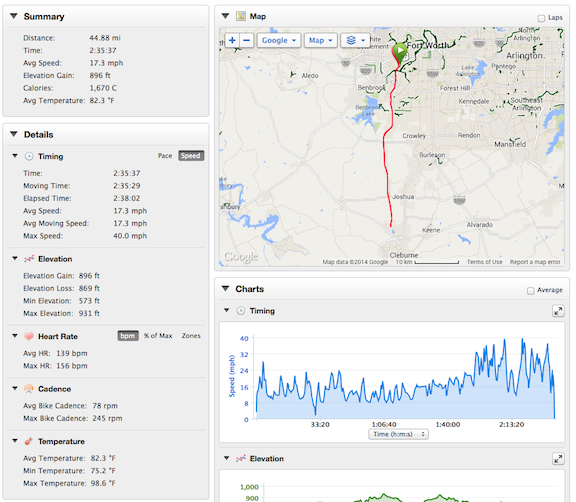 Summary
Distance: 44.88 mi
Time: 2:35:37
Avg Speed: 17.3 mph
Elevation Gain: 896 ft
Calories: 1,670 C
Avg Temperature: 82.3 °F
Details
Timing Pace Speed
Time: 2:35:37
Moving Time: 2:35:29
Elapsed Time: 2:38:02
Avg Speed: 17.3 mph
Avg Moving Speed: 17.3 mph
Max Speed: 40.0 mph
Elevation
Elevation Gain: 896 ft
Elevation Loss: 869 ft
Min Elevation: 573 ft
Max Elevation: 931 ft
Heart Rate bpm % of Max Zones
Avg HR: 139 bpm
Max HR: 156 bpm
Cadence
Avg Bike Cadence: 78 rpm
Max Bike Cadence: 245 rpm
Temperature
Avg Temperature: 82.3 °F
Min Temperature: 75.2 °F
Max Temperature: 98.6 °F
Map Laps
Google Map
Fort Worth
Arlington
Arlington
Aledo
Lake Arlington
Benbrook
Forest Hill
Kennedale
Southeast Arlington
Benbrook
Crowley
Rendon
Mansfield
Burleson
Joshua
Keene
Alvarado
Cleburne
Google Map data ©2014 Google 10 km Terms of Use Report a map error
Charts Average
Timing
Speed (mph)
40
32
24
16
8
0
33:20 1:06:40 1:40:00 2:13:20
Time (h:m:s)
Elevation
1,000
900